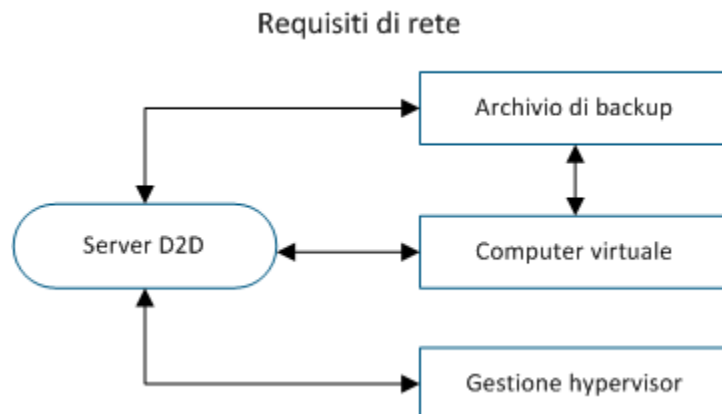 Requisiti di rete
Archivio di backup
Server D2D
Computer virtuale
Gestione hypervisor